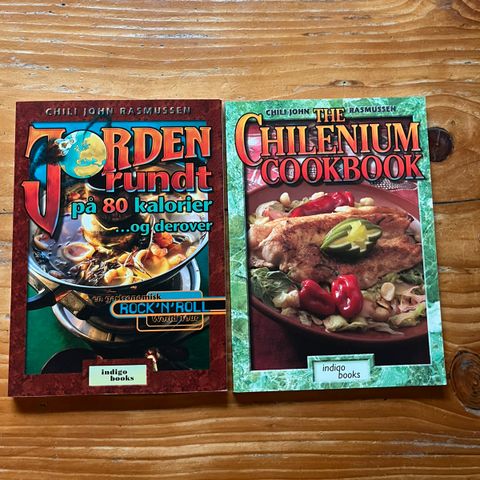 CHILI JOHN RASMUSSEN
JORDEN
rundt
på 80 kalorier
...og derover
en gastronomisk
ROCK'N'ROLL
World Tour
indigo
books
CHILI JOHN RASMUSSEN
THE
CHILENIUM
COOKBOOK
indigo
books